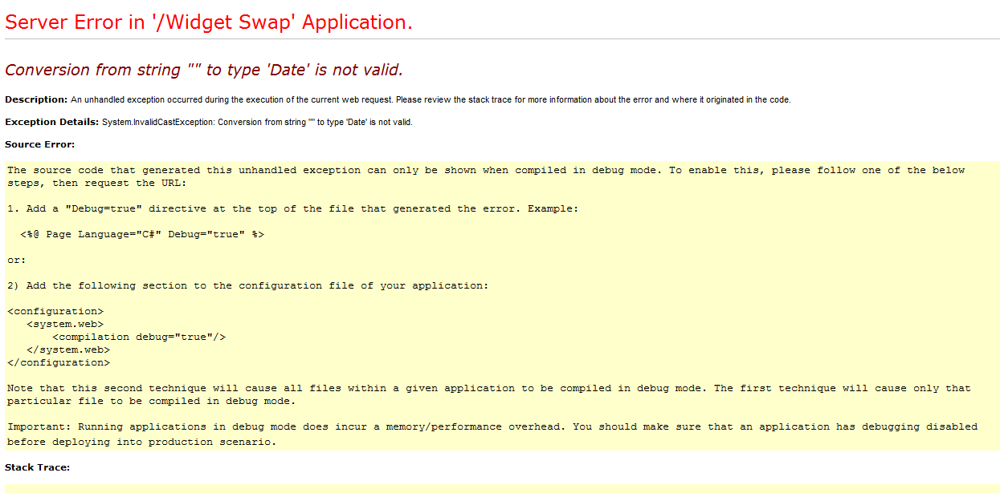 Server Error in '/Widget Swap' Application.
Conversion from string "" to type 'Date' is not valid.
Description: An unhandled exception occurred during the execution of the current web request. Please review the stack trace for more information about the error and where it originated in the code.
Exception Details: System.InvalidCastException: Conversion from string "" to type 'Date' is not valid.
Source Error:
The source code that generated this unhandled exception can only be shown when compiled in debug mode. To enable this, please follow one of the below
steps, then request the URL:
1. Add a "Debug=true" directive at the top of the file that generated the error. Example:
<%@ Page Language="C#" Debug="true" %>
or:
2) Add the following section to the configuration file of your application:
<configuration>
<system.web>
<compilation debug="true"/>
</system.web>
</configuration>
Note that this second technique will cause all files within a given application to be compiled in debug mode. The first technique will cause only that
particular file to be compiled in debug mode.
Important: Running applications in debug mode does incur a memory/performance overhead. You should make sure that an application has debugging disabled
before deploying into production scenario.
Stack Trace: